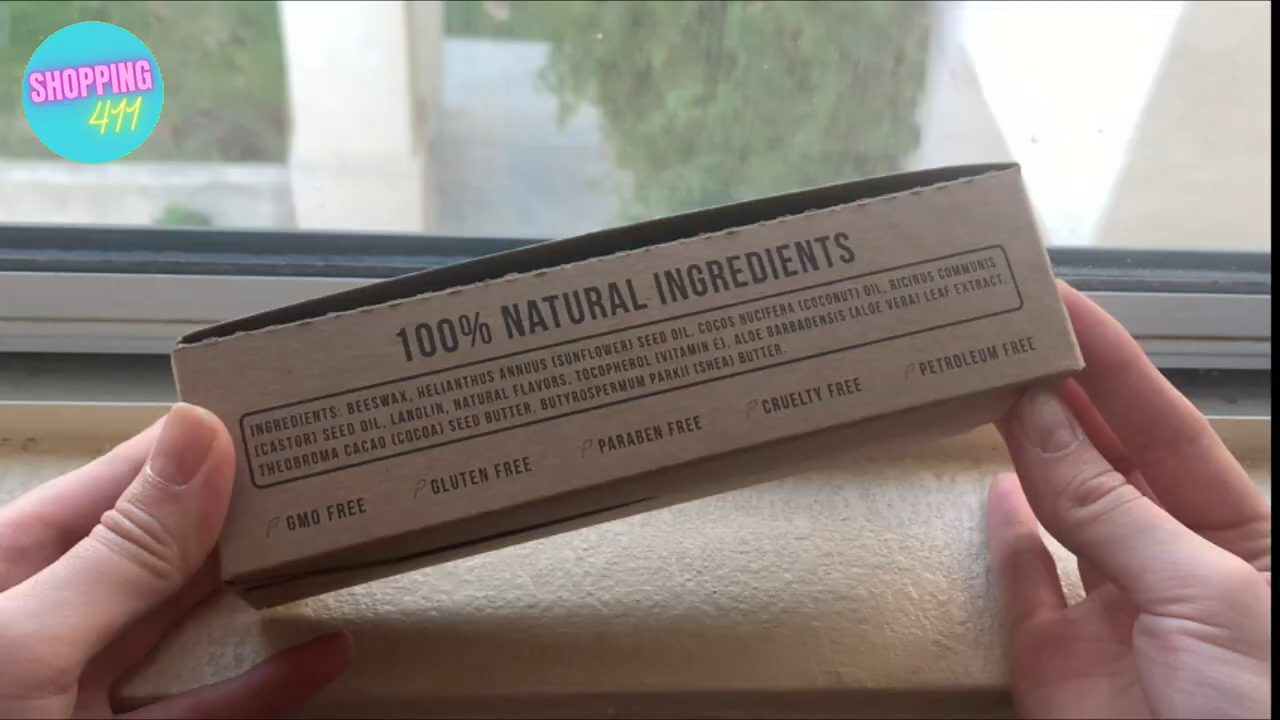 SHOPPING
411
100% NATURAL INGREDIENTS
INGREDIENTS: BEESWAX, HELIANTHUS ANNUUS (SUNFLOWER) SEED OIL, COCOS NUCIFERA (COCONUT) OIL, RICINUS COMMUNIS
(CASTOR) SEED OIL, LANOLIN, NATURAL FLAVORS, TOCOPHEROL (VITAMIN E), ALOE BARBADENSIS (ALOE VERA) LEAF EXTRACT,
THEOBROMA CACAO (COCOA) SEED BUTTER, BUTYROSPERMUM PARKII (SHEA) BUTTER.
GMO FREE GLUTEN FREE PARABEN FREE CRUELTY FREE PETROLEUM FREE